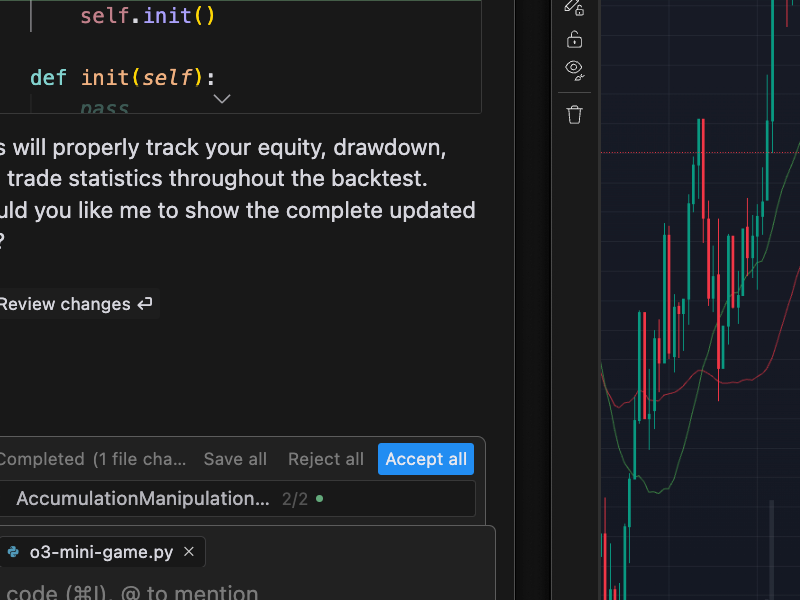 self.init()
def init(self):
pass
s will properly track your equity, drawdown,
trade statistics throughout the backtest.
uld you like me to show the complete updated
?
Review changes ↵
Completed (1 file cha... Save all Reject all Accept all
AccumulationManipulation... 2/2
o3-mini-game.py ×
code (⌘I), @ to mention